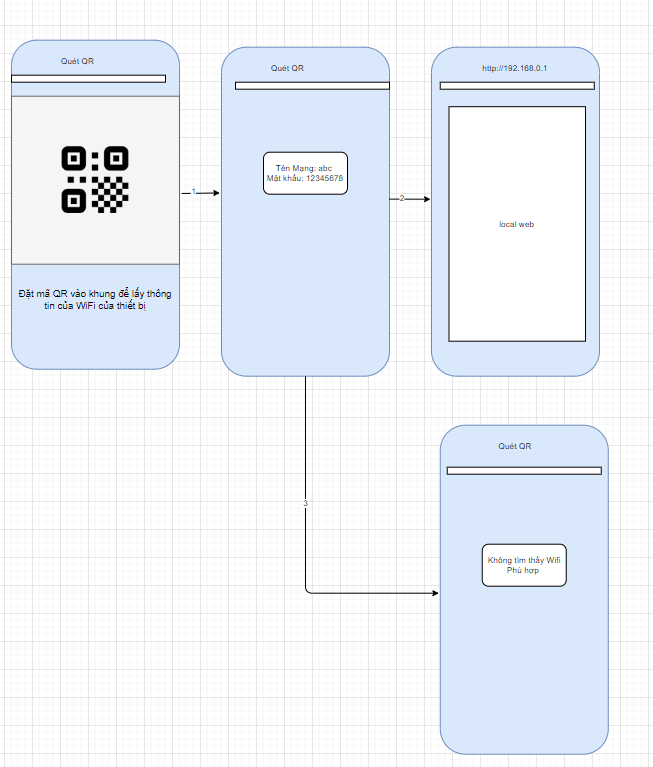 Quét QR
Đặt mã QR vào khung để lấy thông
tin của WiFi của thiết bị
1
Quét QR
Tên Mạng: abc
Mật khẩu: 12345678
2
http://192.168.0.1
local web
3
Quét QR
Không tìm thấy Wifi
Phù hợp